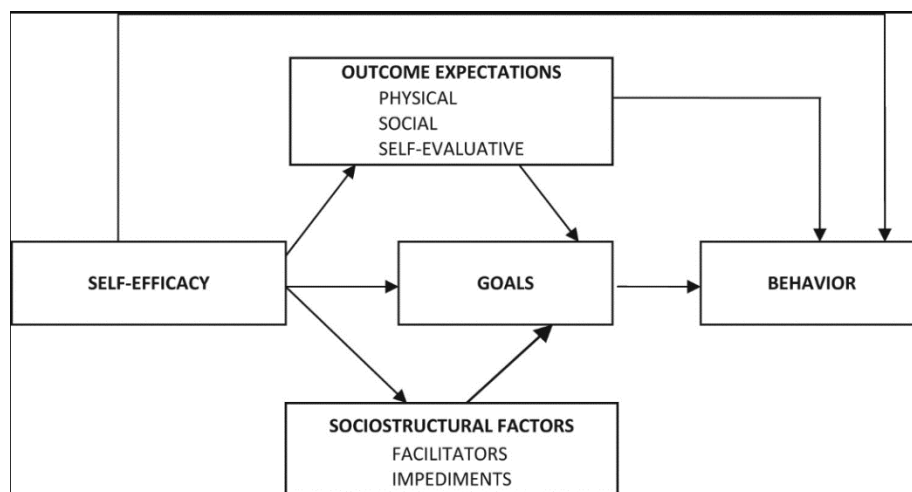 OUTCOME EXPECTATIONS
PHYSICAL
SOCIAL
SELF-EVALUATIVE
SELF-EFFICACY
GOALS
BEHAVIOR
SOCIOSTRUCTURAL FACTORS
FACILITATORS
IMPEDIMENTS